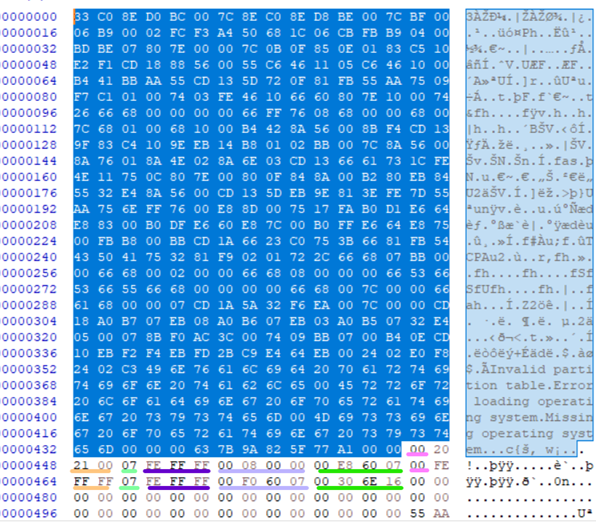 00000000 33 C0 8E D0 BC 00 7C 8E C0 8E D8 BE 00 7C BF 00 3ÀŽÐ¼.|ŽÀŽØ¾.|¿.
00000016 06 B9 00 02 FC F3 A4 50 68 1C 06 CB FB B9 04 00 .¹..üó¤Ph..Ëû¹..
00000032 BD BE 07 80 7E 00 00 7C 0B 0F 85 0E 01 83 C5 10 ½¾.€~..|..…..ƒÅ.
00000048 E2 F1 CD 18 88 56 00 55 C6 46 11 05 C6 46 10 00 âñÍ.ˆV.UÆF..ÆF..
00000064 B4 41 BB AA 55 CD 13 5D 72 0F 81 FB 55 AA 75 09 ´A»ªUÍ.]r..ûUªu.
00000080 F7 C1 01 00 74 03 FE 46 10 66 60 80 7E 10 00 74 ÷Á..t.þF.f`€~..t
00000096 26 66 68 00 00 00 00 66 FF 76 08 68 00 00 68 00 &fh....fÿv.h..h.
00000112 7C 68 01 00 68 10 00 B4 42 8A 56 00 8B F4 CD 13 |h..h..´BŠV.‹ôÍ.
00000128 9F 83 C4 10 9E EB 14 B8 01 02 BB 00 7C 8A 56 00 ŸƒÄ.žë.¸..».|ŠV.
00000144 8A 76 01 8A 4E 02 8A 6E 03 CD 13 66 61 73 1C FE Šv.ŠN.Šn.Í.fas.þ
00000160 4E 11 75 0C 80 7E 00 80 0F 84 8A 00 B2 80 EB 84 N.u.€~.€.„Š.²€ë„
00000176 55 32 E4 8A 56 00 CD 13 5D EB 9E 81 3E FE 7D 55 U2äŠV.Í.]ëž.>þ}U
00000192 AA 75 6E FF 76 00 E8 8D 00 75 17 FA B0 D1 E6 64 ªunÿv.è..u.ú°Ñæd
00000208 E8 83 00 B0 DF E6 60 E8 7C 00 B0 FF E6 64 E8 75 èƒ.°ßæ`è|.°ÿædèu
00000224 00 FB B8 00 BB CD 1A 66 23 C0 75 3B 66 81 FB 54 .û¸.»Í.f#Àu;f.ûT
00000240 43 50 41 75 32 81 F9 02 01 72 2C 66 68 07 BB 00 CPAu2.ù..r,fh.».
00000256 00 66 68 00 02 00 00 66 68 08 00 00 00 66 53 66 .fh....fh....fSf
00000272 53 66 55 66 68 00 00 00 00 66 68 00 7C 00 00 66 SfUfh....fh.|..f
00000288 61 68 00 00 07 CD 1A 5A 32 F6 EA 00 7C 00 00 CD ah...Í.Z2öê.|..Í
00000304 18 A0 B7 07 EB 08 A0 B6 07 EB 03 A0 B5 07 32 E4 . ·.ë. ¶.ë. µ.2ä
00000320 05 00 07 8B F0 AC 3C 00 74 09 BB 07 00 B4 0E CD ...‹ð¬<.t.»..´.Í
00000336 10 EB F2 F4 EB FD 2B C9 E4 64 EB 00 24 02 E0 F8 .ëòôëý+Éädë.$.àø
00000352 24 02 C3 49 6E 76 61 6C 69 64 20 70 61 72 74 69 $.ÃInvalid parti
00000368 74 69 6F 6E 20 74 61 62 6C 65 00 45 72 72 6F 72 tion table.Error
00000384 20 6C 6F 61 64 69 6E 67 20 6F 70 65 72 61 74 69  loading operati
00000400 6E 67 20 73 79 73 74 65 6D 00 4D 69 73 73 69 6E ng system.Missin
00000416 67 20 6F 70 65 72 61 74 69 6E 67 20 73 79 73 74 g operating syst
00000432 65 6D 00 00 00 63 7B 9A 82 5F 77 A1 00 00 00 20 em...c{š‚_w¡...
00000448 21 00 07 FE FF FF 00 08 00 00 00 E8 60 07 00 FE !..þÿÿ.....è`..þ
00000464 FF FF 07 FE FF FF 00 F0 60 07 00 30 6E 16 00 00 ÿÿ.þÿÿ.ð`..0n...
00000480 00 00 00 00 00 00 00 00 00 00 00 00 00 00 00 00 ................
00000496 00 00 00 00 00 00 00 00 00 00 00 00 00 00 55 AA ..............Uª